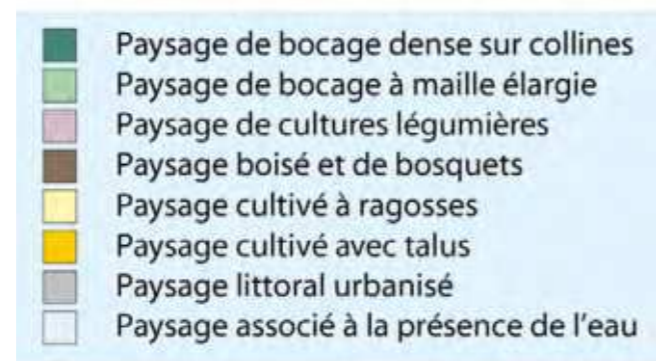 Paysage de bocage dense sur collines
Paysage de bocage à maille élargie
Paysage de cultures légumières
Paysage boisé et de bosquets
Paysage cultivé à ragosses
Paysage cultivé avec talus
Paysage littoral urbanisé
Paysage associé à la présence de l'eau